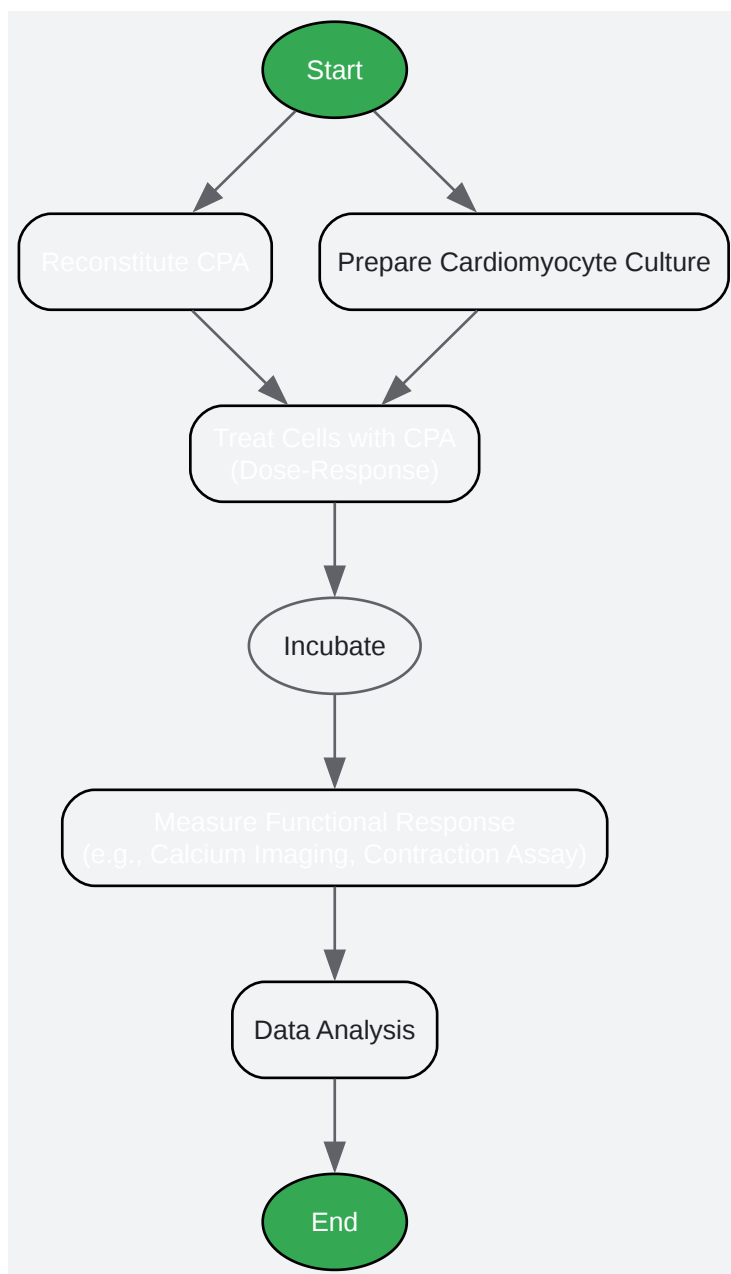 Start
Reconstitute CPA
Prepare Cardiomyocyte Culture
Treat Cells with CPA
(Dose-Response)
Incubate
Measure Functional Response
(e.g., Calcium Imaging, Contraction Assay)
Data Analysis
End